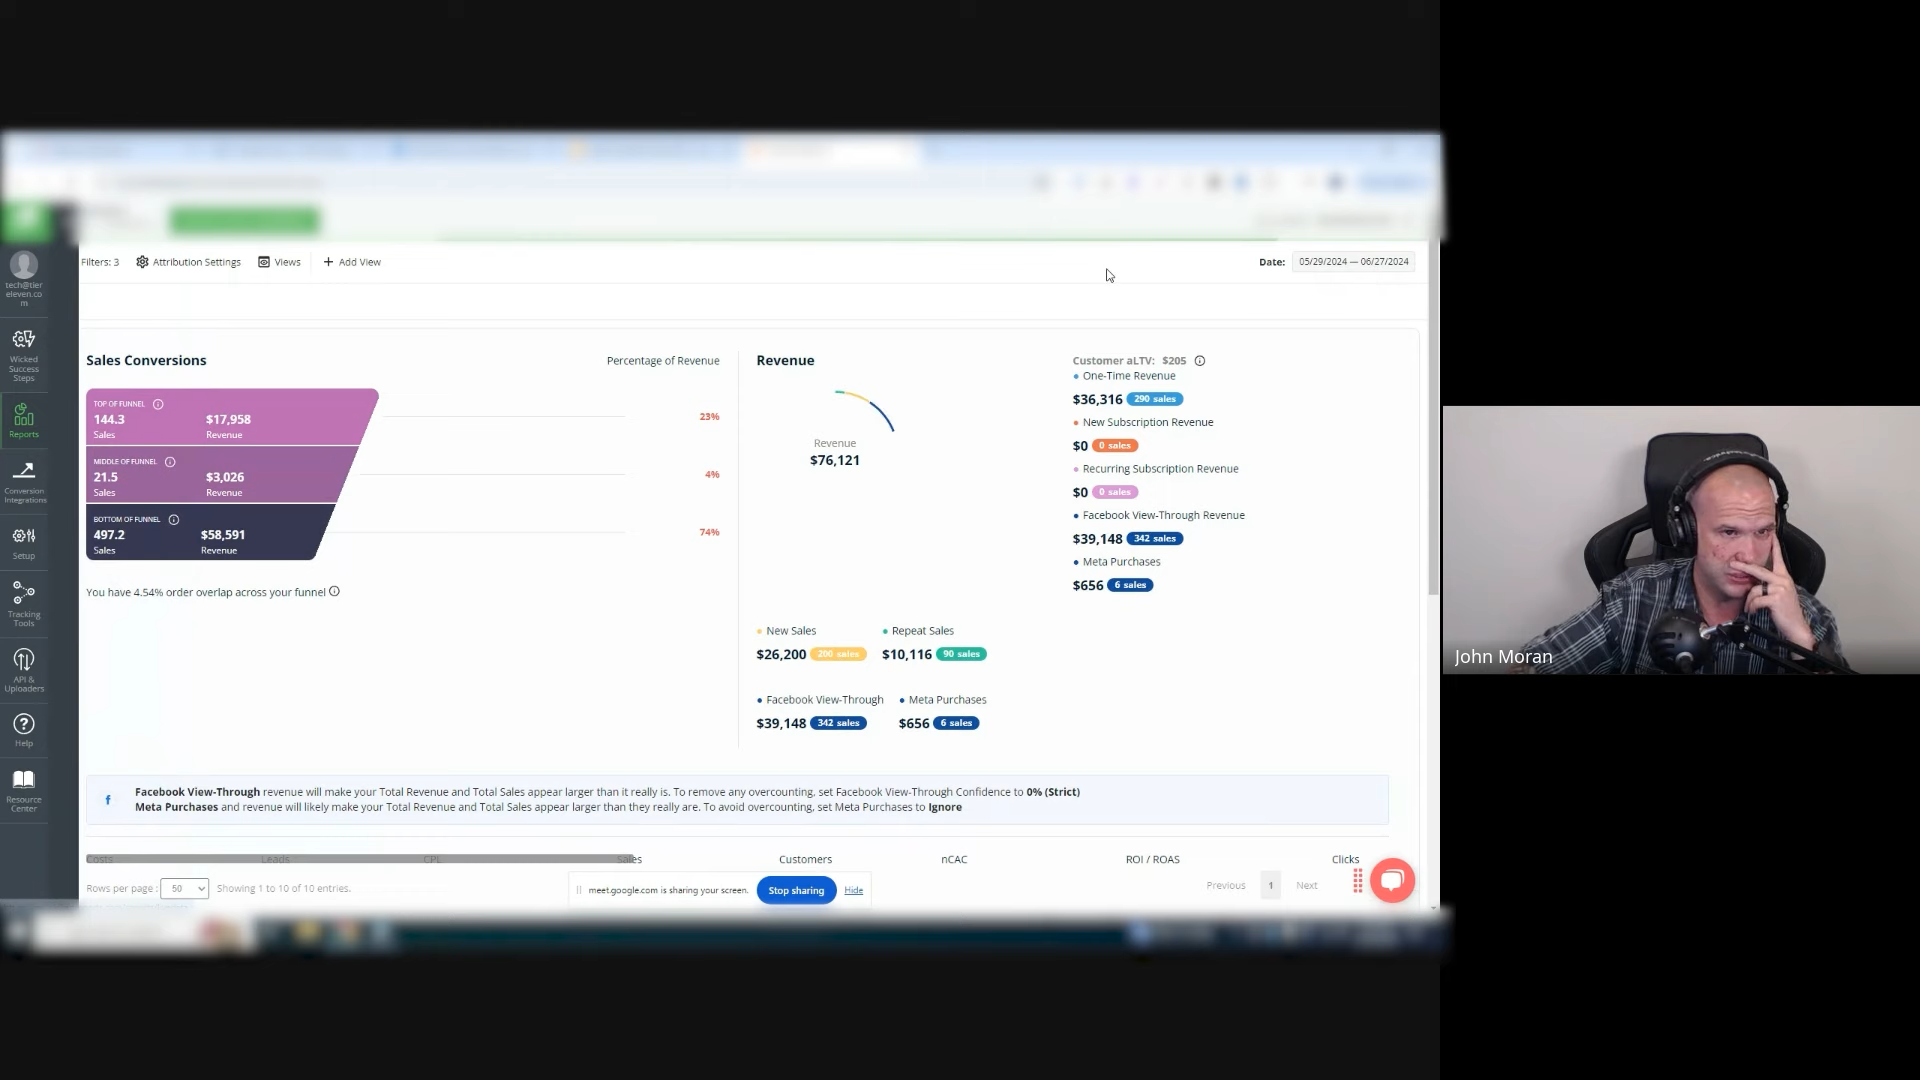 Filters: 3
Attribution Settings
Views
Add View
Date:
05/29/2024 — 06/27/2024
tech@tier
eleven.co
m
Wicked
Success
Steps
Reports
Conversion
Integrations
Setup
Tracking
Tools
API &
Uploaders
Help
Resource
Center
Sales Conversions
Percentage of Revenue
TOP OF FUNNEL
144.3
$17,958
Sales
Revenue
23%
MIDDLE OF FUNNEL
21.5
$3,026
Sales
Revenue
4%
BOTTOM OF FUNNEL
497.2
$58,591
Sales
Revenue
74%
You have 4.54% order overlap across your funnel
Revenue
Revenue
$76,121
Customer aLTV: $205
One-Time Revenue
$36,316 290 sales
New Subscription Revenue
$0 0 sales
Recurring Subscription Revenue
$0 0 sales
Facebook View-Through Revenue
$39,148 342 sales
Meta Purchases
$656 6 sales
New Sales
Repeat Sales
$26,200 200 sales
$10,116 90 sales
Facebook View-Through
Meta Purchases
$39,148 342 sales
$656 6 sales
Facebook View-Through revenue will make your Total Revenue and Total Sales appear larger than it really is. To remove any overcounting, set Facebook View-Through Confidence to 0% (Strict)
Meta Purchases and revenue will likely make your Total Revenue and Total Sales appear larger than they really are. To avoid overcounting, set Meta Purchases to Ignore
Costs
Leads
CPL
Sales
Customers
nCAC
ROI / ROAS
Clicks
Rows per page : 50
Showing 1 to 10 of 10 entries.
meet.google.com is sharing your screen.
Stop sharing
Hide
Previous
1
Next
John Moran